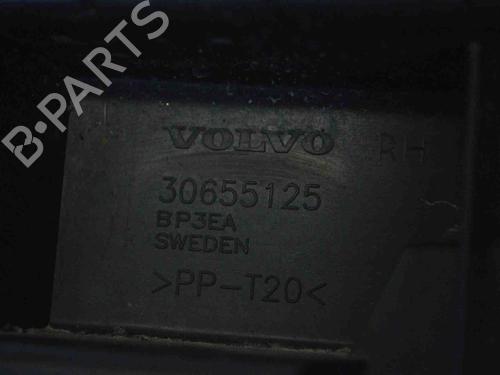 B-PARTS
VOLVO RH
30655125
BP3EA
SWEDEN
>PP-T20<